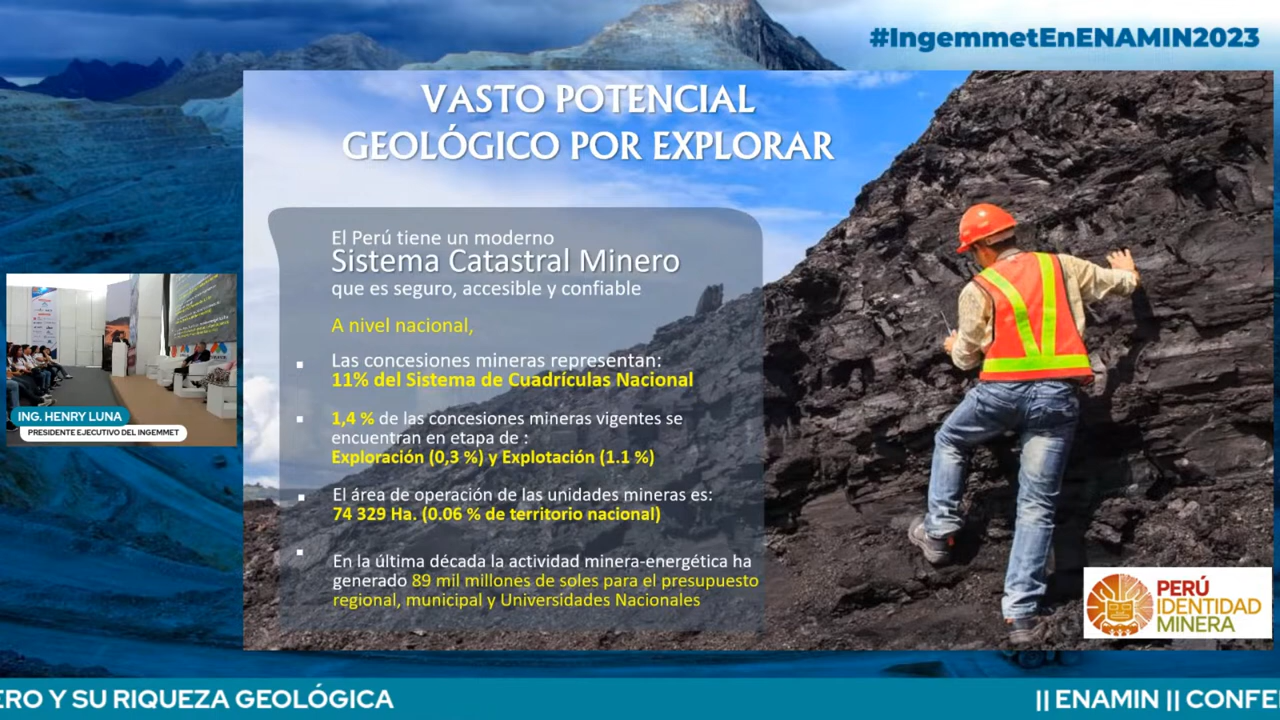 #IngemmetEnENAMIN2023
VASTO POTENCIAL
GEOLÓGICO POR EXPLORAR
El Perú tiene un moderno
Sistema Catastral Minero
que es seguro, accesible y confiable
A nivel nacional,
▪ Las concesiones mineras representan:
11% del Sistema de Cuadrículas Nacional
▪ 1,4 % de las concesiones mineras vigentes se
encuentran en etapa de :
Exploración (0,3 %) y Explotación (1.1 %)
▪ El área de operación de las unidades mineras es:
74 329 Ha. (0.06 % de territorio nacional)
▪ En la última década la actividad minera-energética ha
generado 89 mil millones de soles para el presupuesto
regional, municipal y Universidades Nacionales
ING. HENRY LUNA
PRESIDENTE EJECUTIVO DEL INGEMMET
PERÚ
IDENTIDAD
MINERA
ERO Y SU RIQUEZA GEOLÓGICA
|| ENAMIN || CONFE